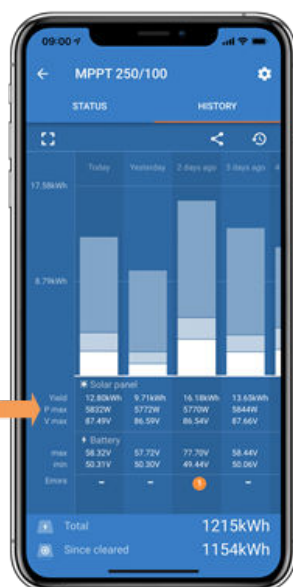 09:00
MPPT 250/100
STATUS HISTORY
Today Yesterday 2 days ago 3 days ago 4
17.58kWh
8.79kWh
Solar panel
Yield 12.80kWh 9.71kWh 16.18kWh 13.65kWh
P max 5832W 5772W 5770W 5844W
V max 87.49V 86.59V 86.54V 87.66V
Battery
max 58.32V 57.72V 77.70V 58.44V
min 50.31V 50.30V 49.44V 50.06V
Errors - - 1 -
Total 1215kWh
Since cleared 1154kWh